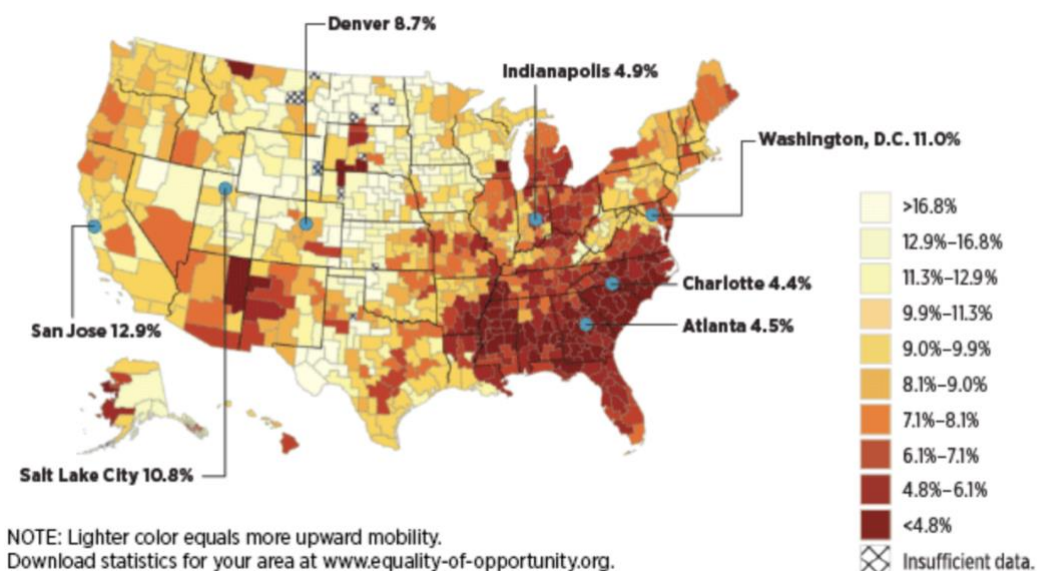 Denver 8.7%
Indianapolis 4.9%
Washington, D.C. 11.0%
>16.8%
12.9%–16.8%
11.3%–12.9%
9.9%–11.3%
9.0%–9.9%
8.1%–9.0%
7.1%–8.1%
6.1%–7.1%
4.8%–6.1%
<4.8%
Insufficient data.
Charlotte 4.4%
Atlanta 4.5%
San Jose 12.9%
Salt Lake City 10.8%
NOTE: Lighter color equals more upward mobility.
Download statistics for your area at www.equality-of-opportunity.org.